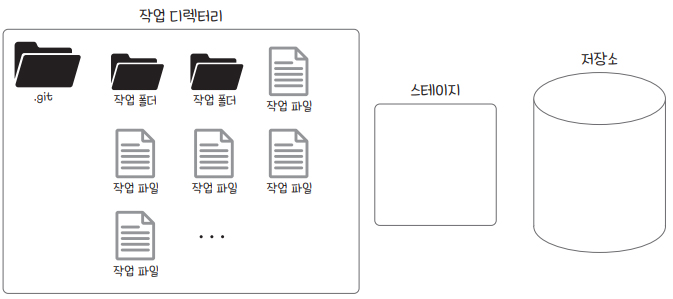 작업 디렉터리
.git
작업 폴더
작업 폴더
작업 파일
작업 파일
작업 파일
작업 파일
작업 파일
...
스테이지
저장소